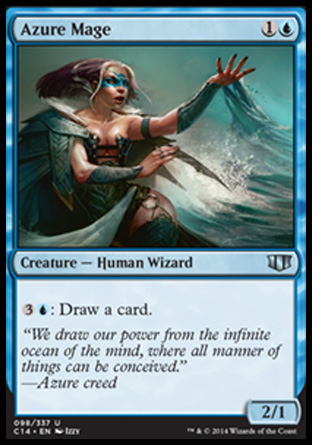 Azure Mage 1
Creature — Human Wizard
3: Draw a card.
"We draw our power from the infinite
ocean of the mind, where all manner of
things can be conceived."
—Azure creed
2/1
098/337 U
C14 • EN Izzy
™ & © 2014 Wizards of the Coast